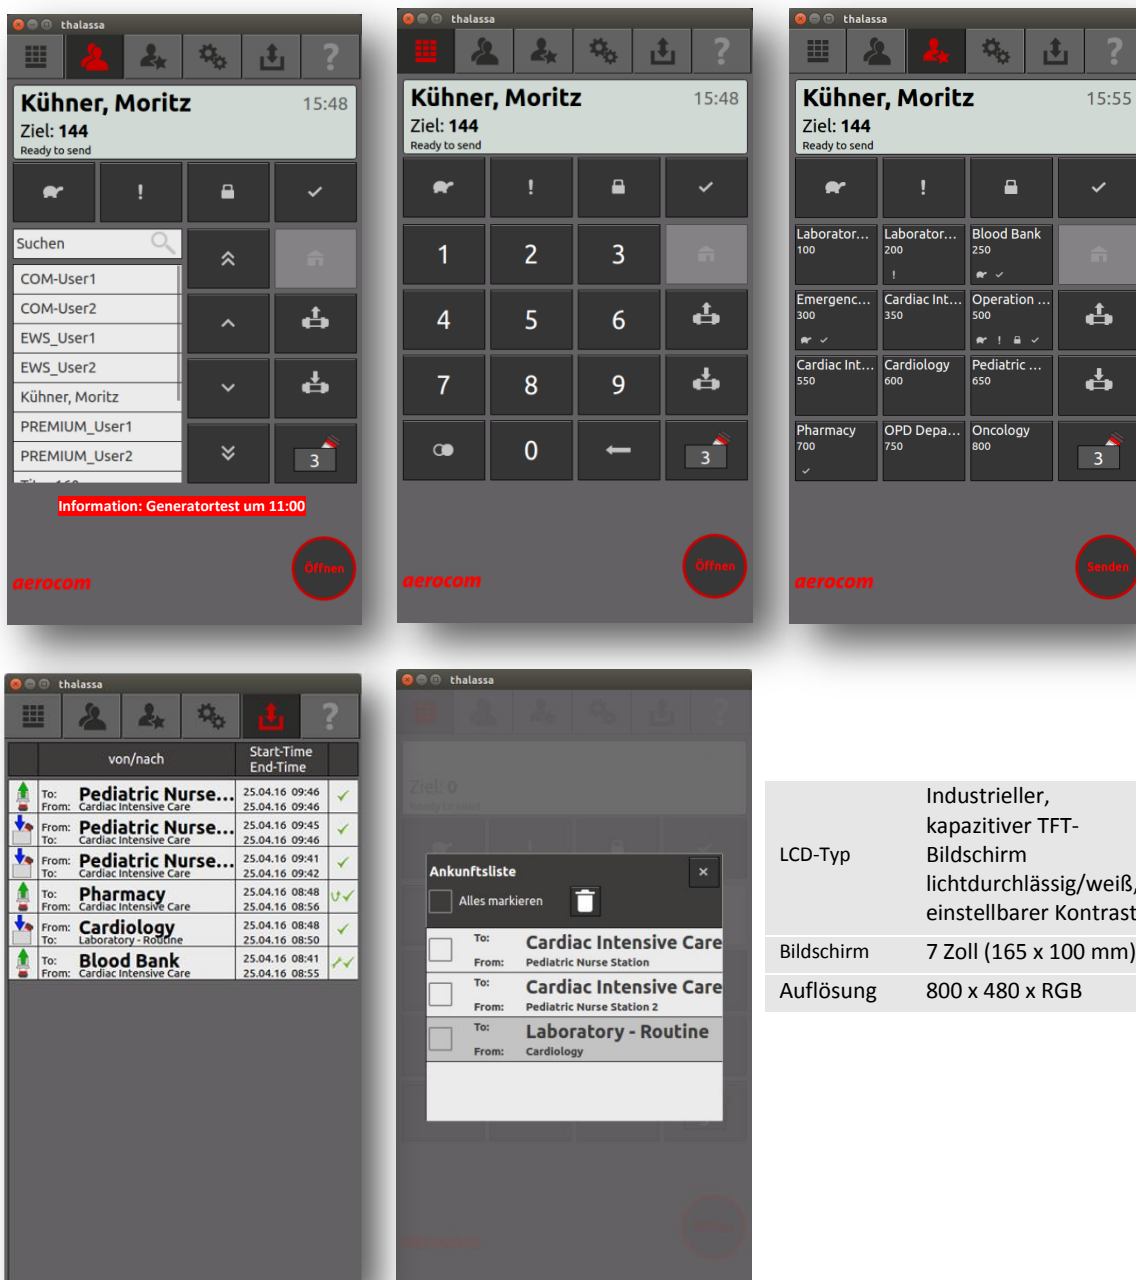 thalassa
Kühner, Moritz 15:48
Ziel: 144
Ready to send
!
Suchen
COM-User1
COM-User2
EWS_User1
EWS_User2
Kühner, Moritz
PREMIUM_User1
PREMIUM_User2
3
Information: Generatortest um 11:00
Öffnen
aerocom
thalassa
?
Kühner, Moritz 15:48
Ziel: 144
Ready to send
!
1 2 3
4 5 6
7 8 9
0 3
Öffnen
aerocom
thalassa
?
Kühner, Moritz 15:55
Ziel: 144
Ready to send
!
Laborator... Laborator... Blood Bank
100 200 250
!
Emergenc... Cardiac Int... Operation ...
300 350 500
!
Cardiac Int... Cardiology Pediatric ...
550 600 650
Pharmacy OPD Depa... Oncology
700 750 800
3
Senden
aerocom
thalassa
?
von/nach Start-Time
End-Time
To: Pediatric Nurse... 25.04.16 09:46
From: Cardiac Intensive Care 25.04.16 09:46
From: Pediatric Nurse... 25.04.16 09:45
To: Cardiac Intensive Care 25.04.16 09:46
From: Pediatric Nurse... 25.04.16 09:41
To: Cardiac Intensive Care 25.04.16 09:42
To: Pharmacy 25.04.16 08:48
From: Cardiac Intensive Care 25.04.16 08:56
From: Cardiology 25.04.16 08:48
To: Laboratory - Routine 25.04.16 08:50
To: Blood Bank 25.04.16 08:41
From: Cardiac Intensive Care 25.04.16 08:55
thalassa
Ziel: 0
Ready to send
Ankunftsliste ×
Alles markieren
To: Cardiac Intensive Care
From: Pediatric Nurse Station
To: Cardiac Intensive Care
From: Pediatric Nurse Station 2
To: Laboratory - Routine
From: Cardiology
LCD-Typ Industrieller,
kapazitiver TFT-
Bildschirm
lichtdurchlässig/weiß,
einstellbarer Kontrast
Bildschirm 7 Zoll (165 x 100 mm)
Auflösung 800 x 480 x RGB